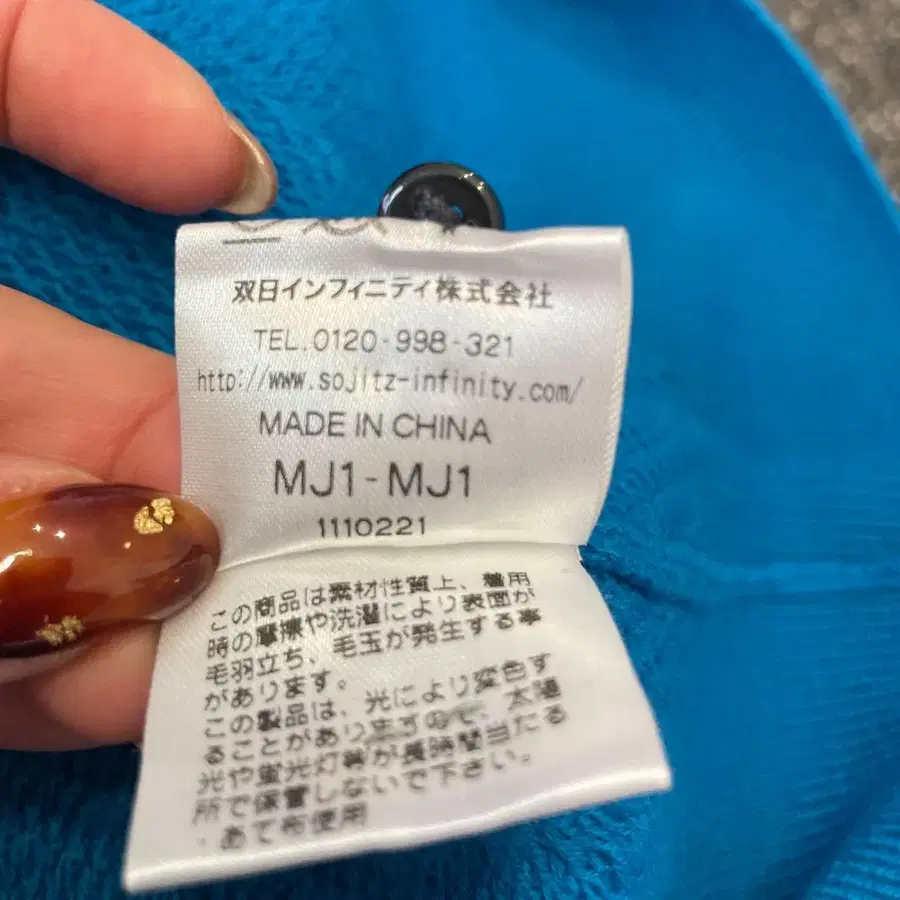 双日インフィニティ株式会社
TEL.0120-998-321
http://www.sojitz-infinity.com/
MADE IN CHINA
MJ1-MJ1
1110221
この商品は素材性質上、着用
時の摩擦や洗濯により表面が
毛羽立ち、毛玉が発生する事
があります。
この製品は、光により変色す
ることがありますので、太陽
光や蛍光灯等が長時間当たる
所で保管しないで下さい。
・あて布使用